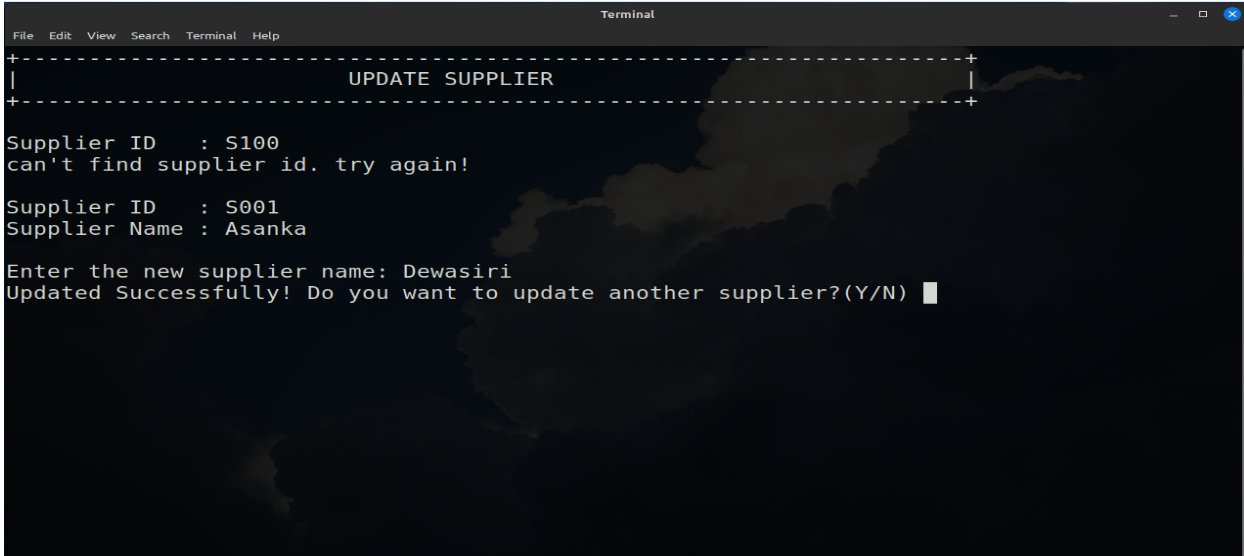 Terminal
File Edit View Search Terminal Help
+---------------------------------------------------------------------+
|                         UPDATE SUPPLIER                              |
+---------------------------------------------------------------------+
Supplier ID   : S100
can't find supplier id. try again!
Supplier ID   : S001
Supplier Name : Asanka
Enter the new supplier name: Dewasiri
Updated Successfully! Do you want to update another supplier?(Y/N)